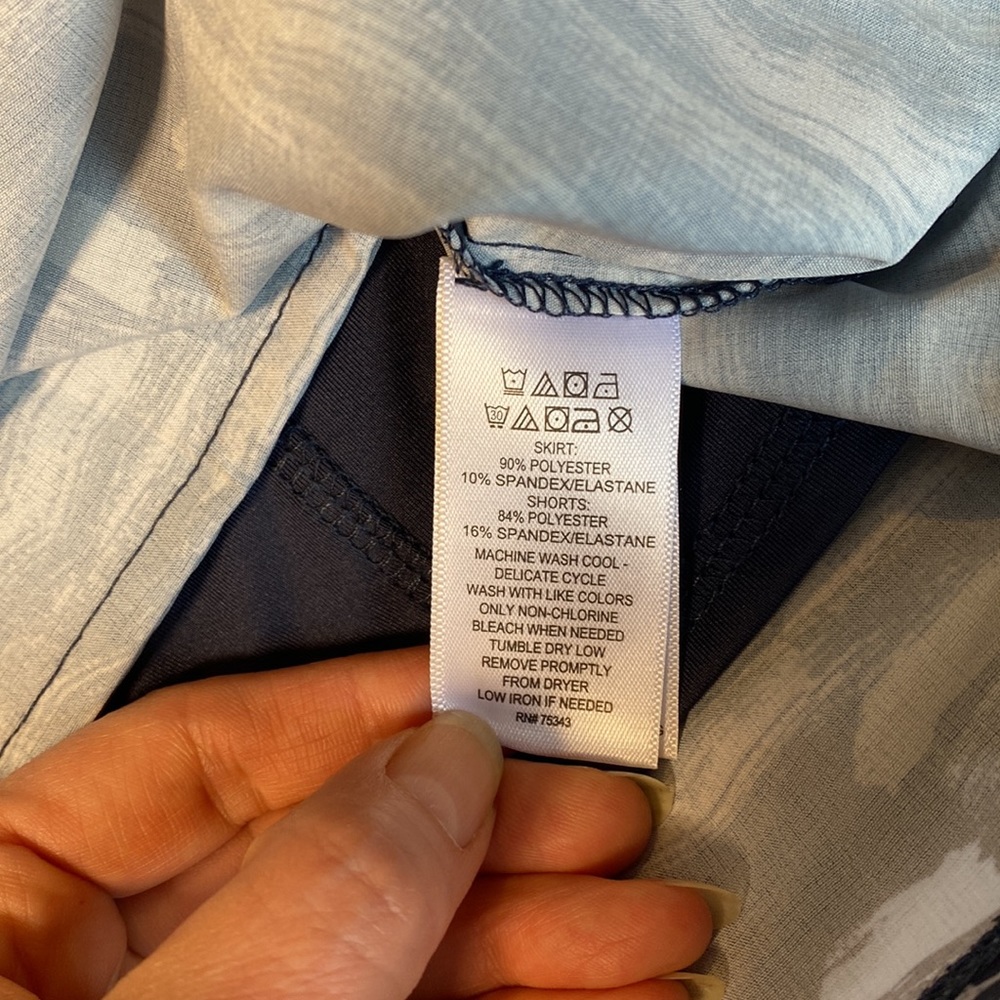 30
SKIRT:
90% POLYESTER
10% SPANDEX/ELASTANE
SHORTS:
84% POLYESTER
16% SPANDEX/ELASTANE
MACHINE WASH COOL -
DELICATE CYCLE
WASH WITH LIKE COLORS
ONLY NON-CHLORINE
BLEACH WHEN NEEDED
TUMBLE DRY LOW
REMOVE PROMPTLY
FROM DRYER
LOW IRON IF NEEDED
RN# 75343